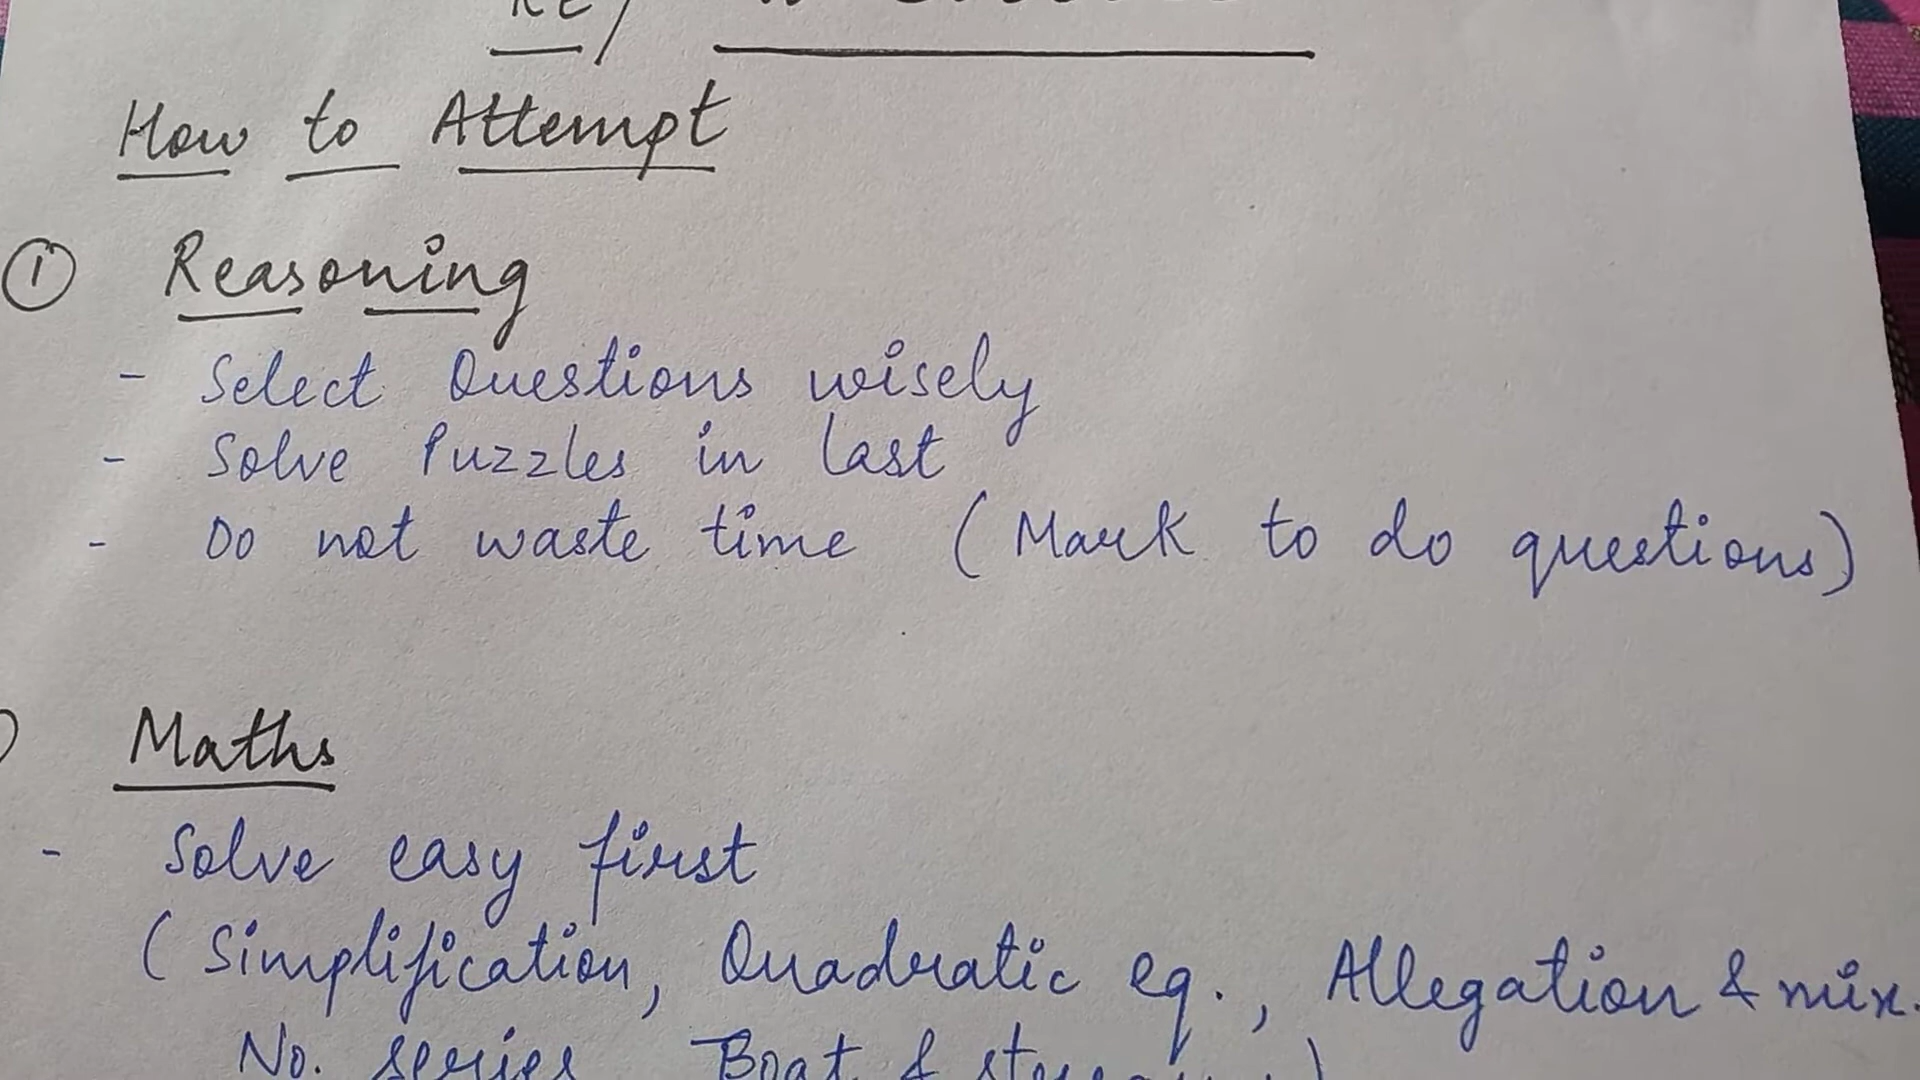 How to Attempt
① Reasoning
- Select Questions wisely
- Solve Puzzles in last
- Do not waste time (Mark to do questions)
Maths
- Solve easy first
(Simplification, Quadratic eq., Allegation & mix.
No. series Boat &